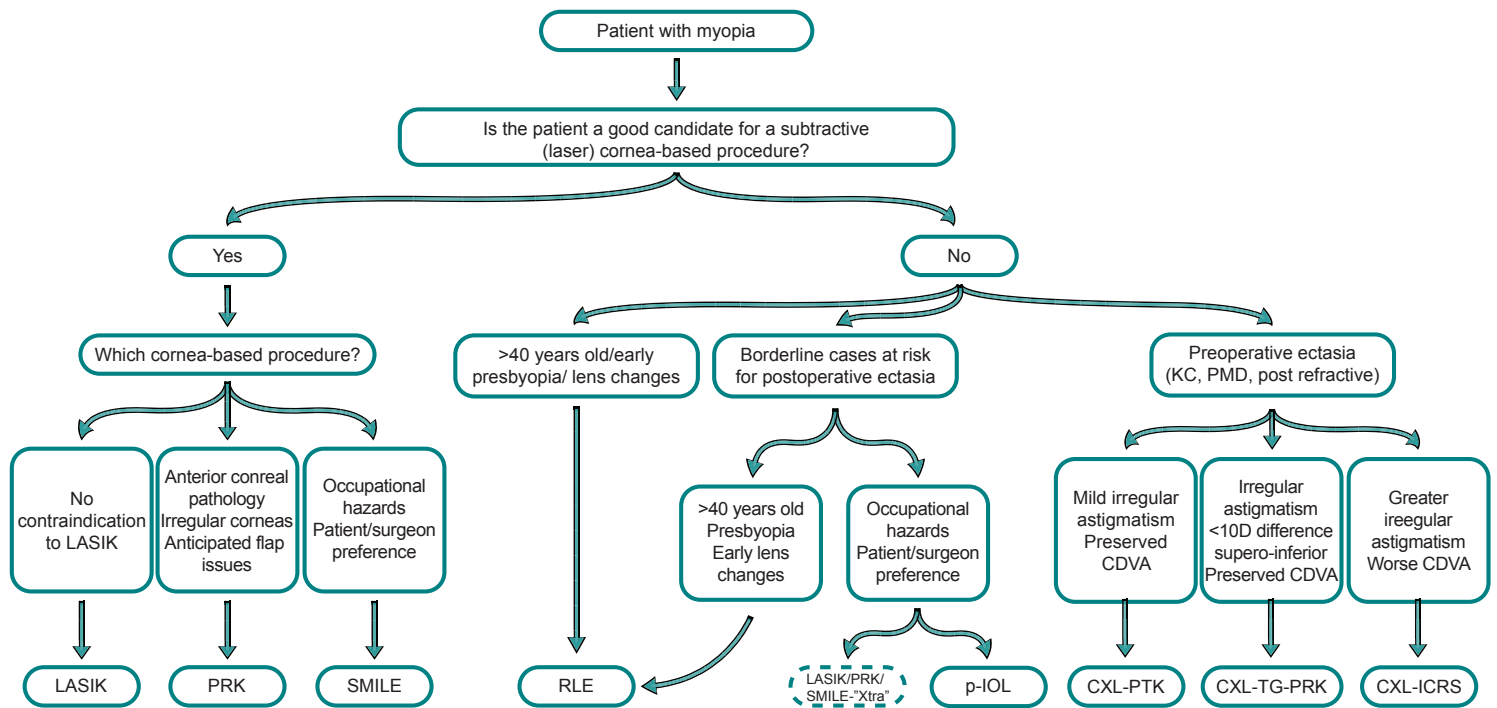 Patient with myopia
Is the patient a good candidate for a subtractive
(laser) cornea-based procedure?
Yes
No
Which cornea-based procedure?
>40 years old/early
presbyopia/ lens changes
Borderline cases at risk
for postoperative ectasia
Preoperative ectasia
(KC, PMD, post refractive)
No
contraindication
to LASIK
Anterior conreal
pathology
Irregular corneas
Anticipated flap
issues
Occupational
hazards
Patient/surgeon
preference
>40 years old
Presbyopia
Early lens
changes
Occupational
hazards
Patient/surgeon
preference
Mild irregular
astigmatism
Preserved
CDVA
Irregular
astigmatism
<10D difference
supero-inferior
Preserved CDVA
Greater
ireegular
astigmatism
Worse CDVA
LASIK
PRK
SMILE
RLE
LASIK/PRK/
SMILE-"Xtra"
p-IOL
CXL-PTK
CXL-TG-PRK
CXL-ICRS